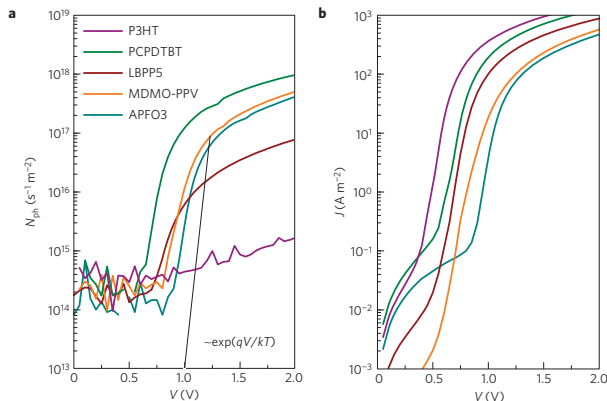 a
10^19
10^18
10^17
10^16
10^15
10^14
10^13
N_ph (s^−1 m^−2)
P3HT
PCPDTBT
LBPP5
MDMO-PPV
APFO3
~exp(qV/kT)
0
0.5
1.0
1.5
2.0
V (V)
b
10^3
10^2
10^1
10^0
10^−1
10^−2
10^−3
J (A m^−2)
0
0.5
1.0
1.5
2.0
V (V)